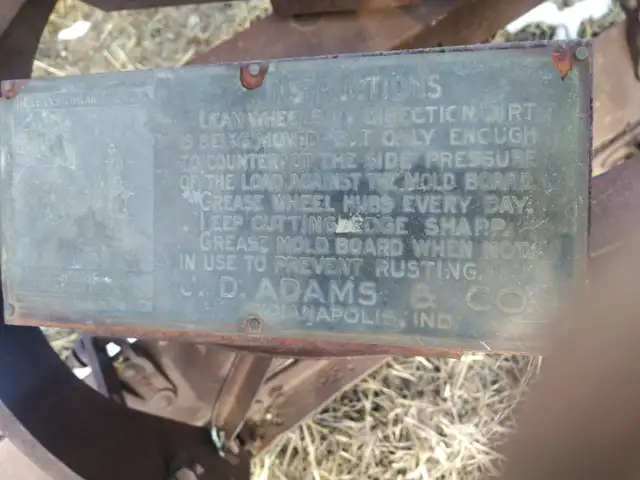 INSTRUCTIONS
LEAN WHEELS IN DIRECTION DIRT
IS BEING MOVED BUT ONLY ENOUGH
TO COUNTERACT THE SIDE PRESSURE
OF THE LOAD AGAINST THE MOLD BOARD.
GREASE WHEEL HUBS EVERY DAY.
KEEP CUTTING EDGE SHARP.
GREASE MOLD BOARD WHEN NOT
IN USE TO PREVENT RUSTING.
J. D. ADAMS & CO.
INDIANAPOLIS, IND.